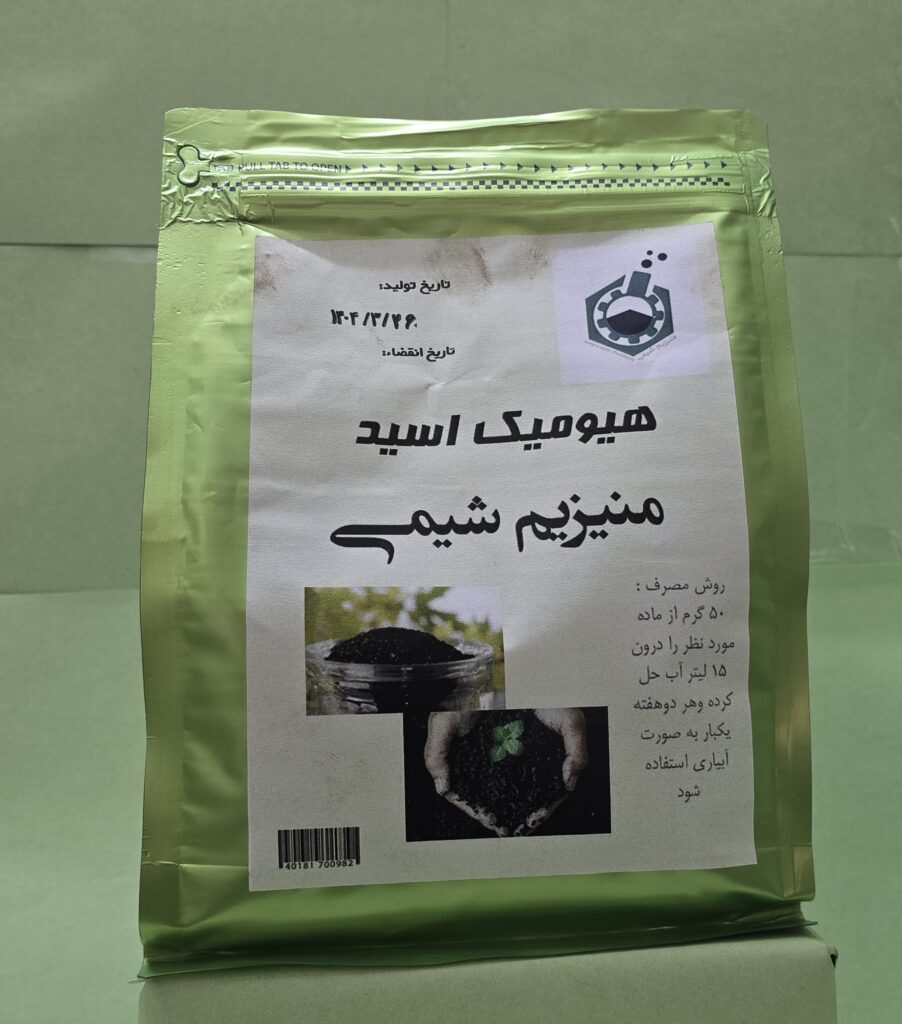 PULL TAB TO OPEN
تاریخ تولید:
۱۴۰۴/۳/۲۶
تاریخ انقضاء:
هیومیک اسید
منیزیم شیمی
روش مصرف :
۵۰ گرم از ماده
مورد نظر را درون
۱۵ لیتر آب حل
کرده وهر دوهفته
یکبار به صورت
آبیاری استفاده
شود
40181 700982